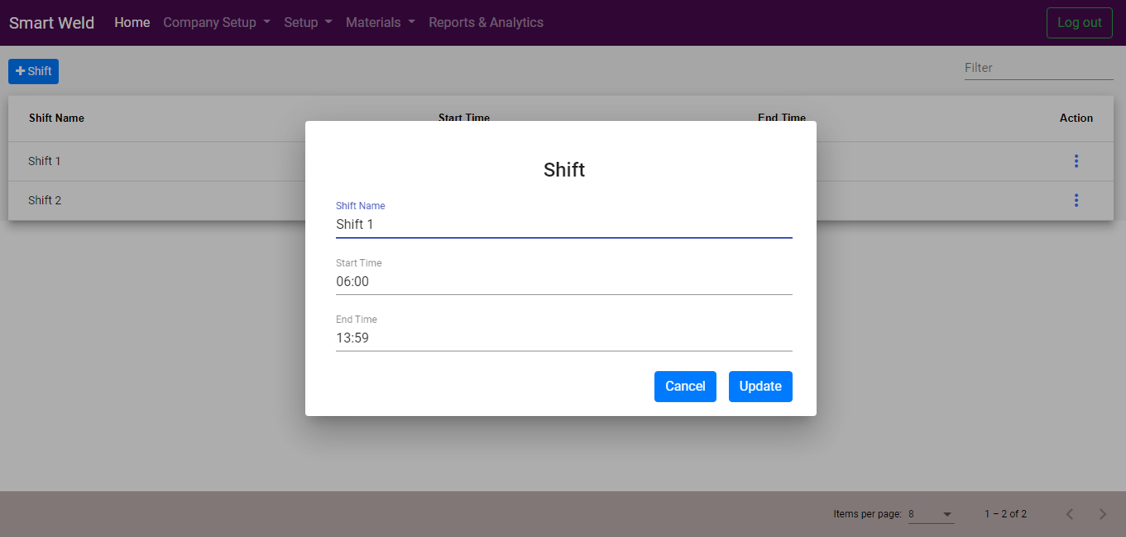 Smart Weld Home Company Setup Setup Materials Reports & Analytics Log out
+ Shift Filter
Shift Name Start Time End Time Action
Shift 1
Shift 2
Shift
Shift Name
Shift 1
Start Time
06:00
End Time
13:59
Cancel Update
Items per page: 8 1 – 2 of 2